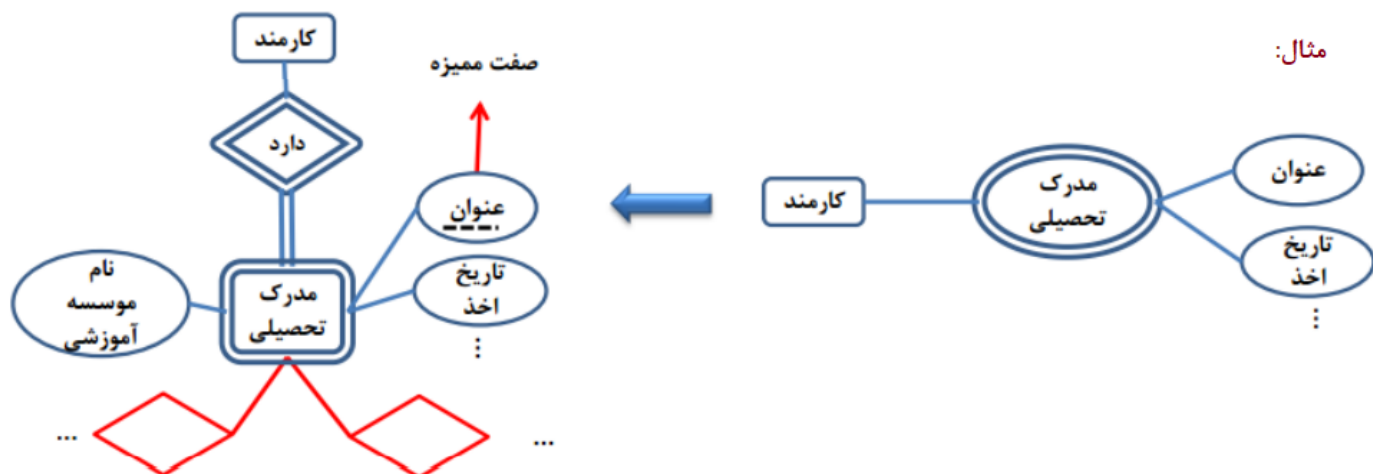 مثال:
کارمند
مدرک
تحصیلی
عنوان
تاریخ
اخذ
...
کارمند
دارد
صفت ممیزه
عنوان
تاریخ
اخذ
...
مدرک
تحصیلی
نام
موسسه
آموزشی
...
...